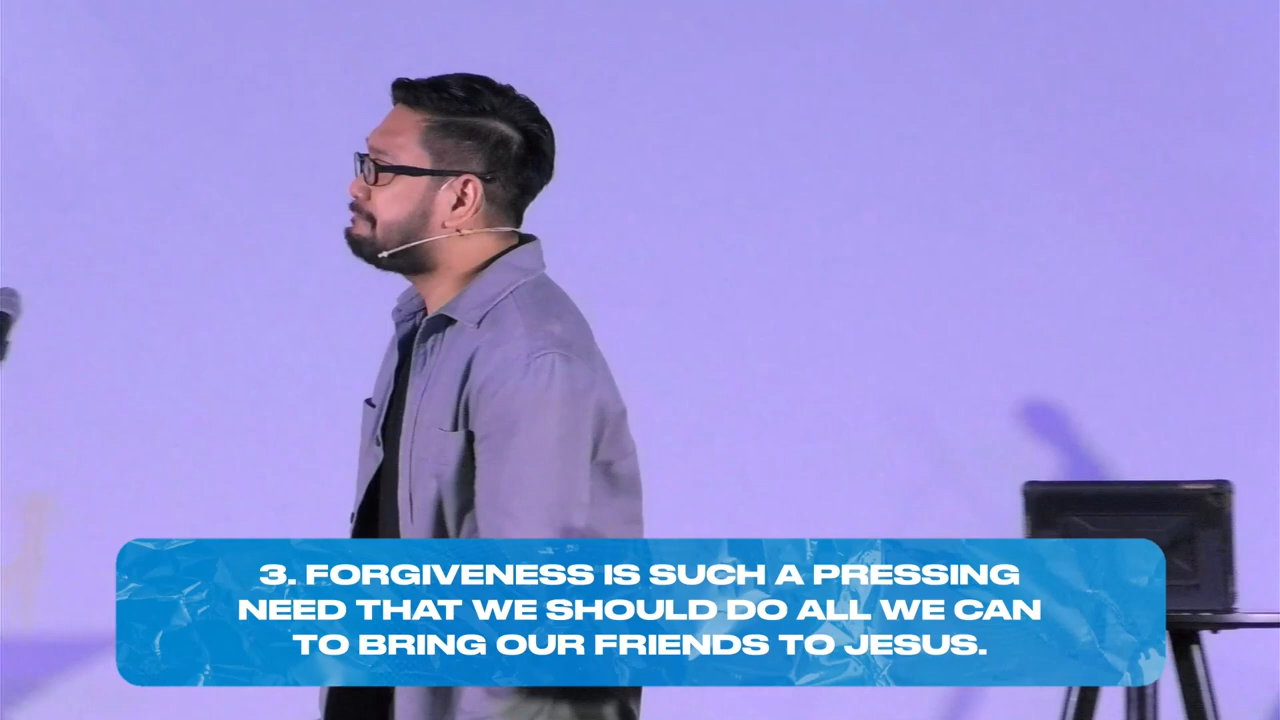 3. FORGIVENESS IS SUCH A PRESSING
NEED THAT WE SHOULD DO ALL WE CAN
TO BRING OUR FRIENDS TO JESUS.